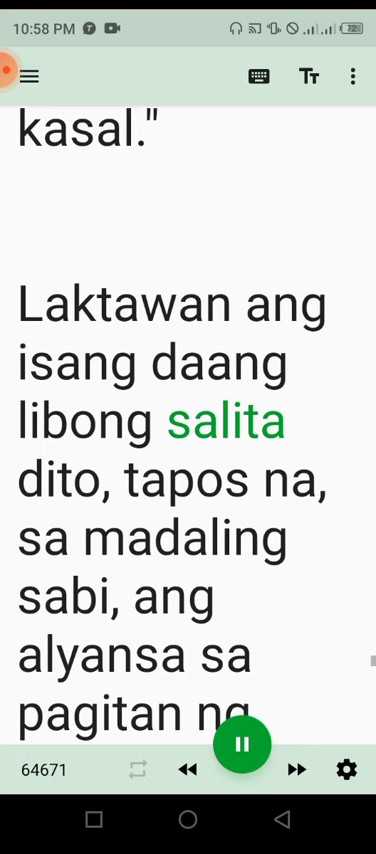 10:58 PM
72
kasal."
Laktawan ang
isang daang
libong salita
dito, tapos na,
sa madaling
sabi, ang
alyansa sa
pagitan ng
64671